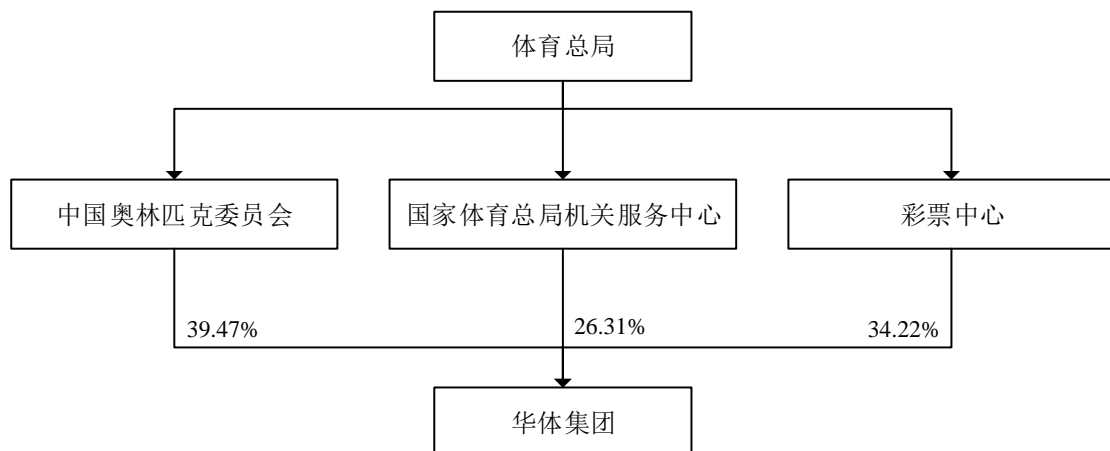 体育总局
中国奥林匹克委员会
国家体育总局机关服务中心
彩票中心
39.47%
26.31%
34.22%
华体集团